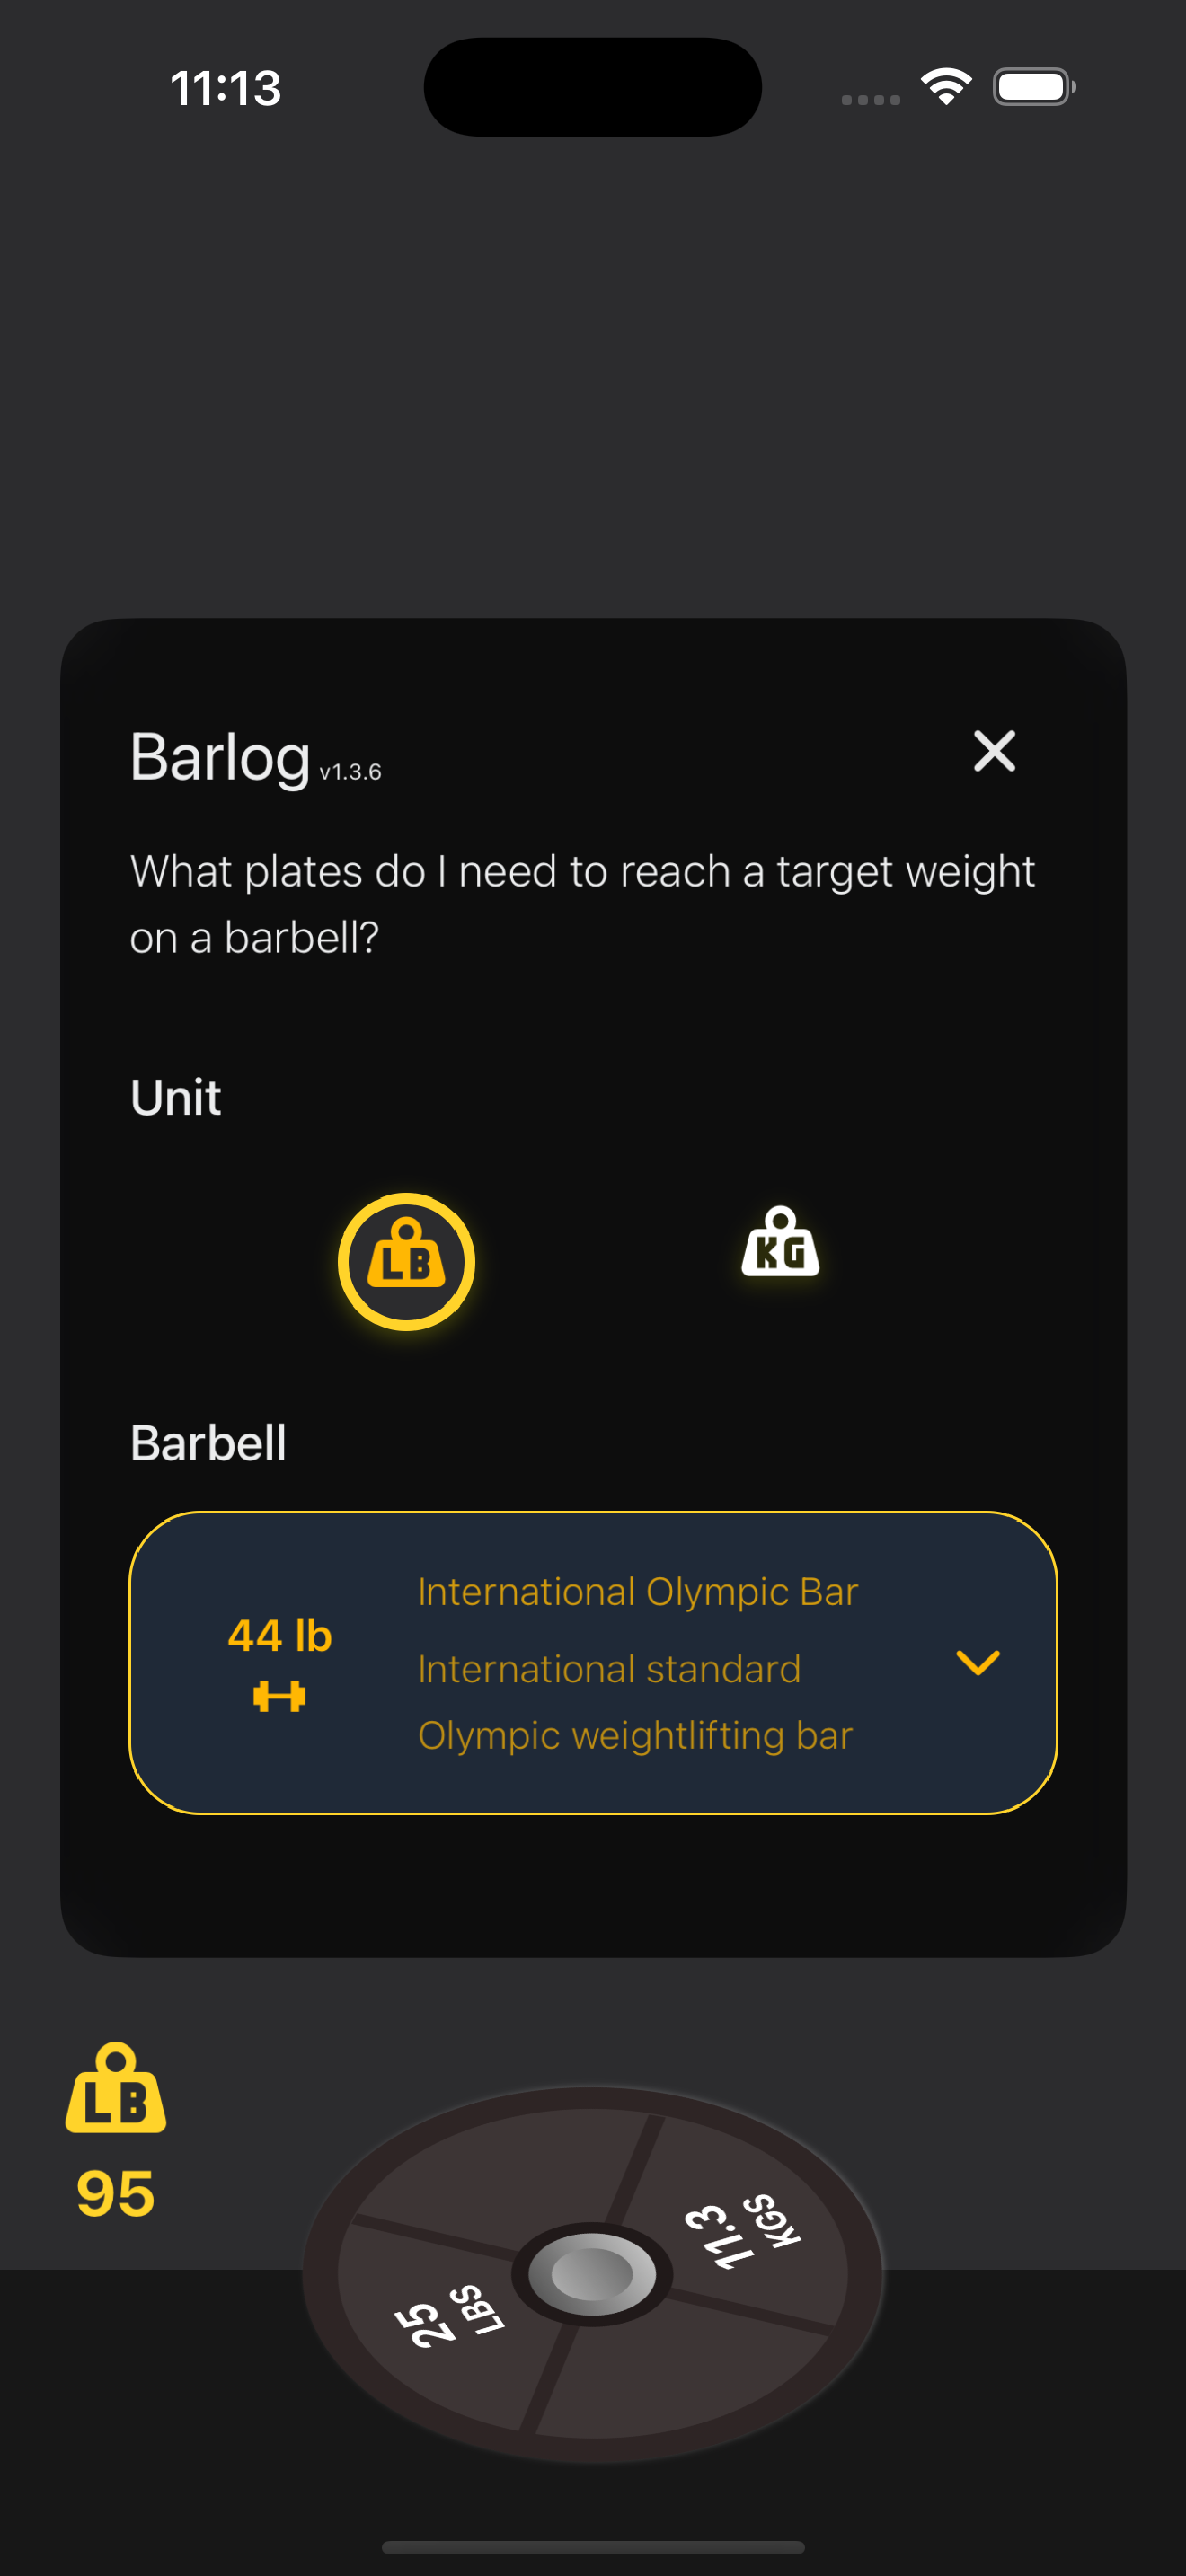 11:13
Barlog v1.3.6
What plates do I need to reach a target weight
on a barbell?
Unit
LB
KG
Barbell
44 lb
International Olympic Bar
International standard
Olympic weightlifting bar
LB
95
11.3
KGS
25
LBS